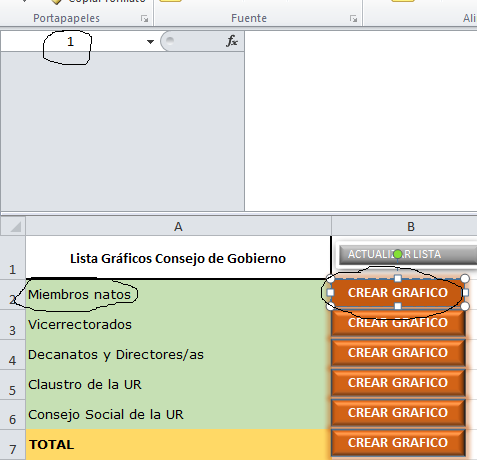 Copiar formato
Portapapeles Fuente Ali
1 fx
A B
1 Lista Gráficos Consejo de Gobierno ACTUALIZAR LISTA
2 Miembros natos CREAR GRAFICO
3 Vicerrectorados CREAR GRAFICO
4 Decanatos y Directores/as CREAR GRAFICO
5 Claustro de la UR CREAR GRAFICO
6 Consejo Social de la UR CREAR GRAFICO
7 TOTAL CREAR GRAFICO